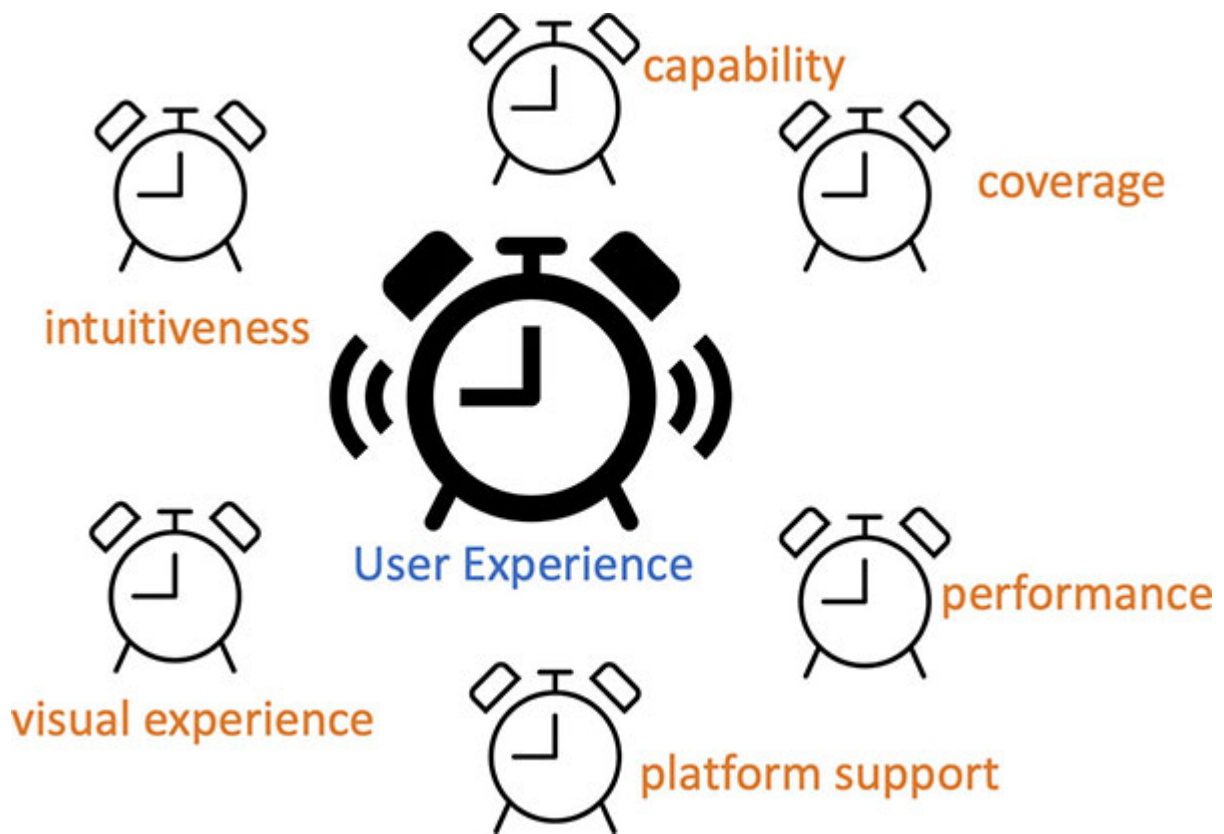 capability
coverage
intuitiveness
User Experience
performance
visual experience
platform support